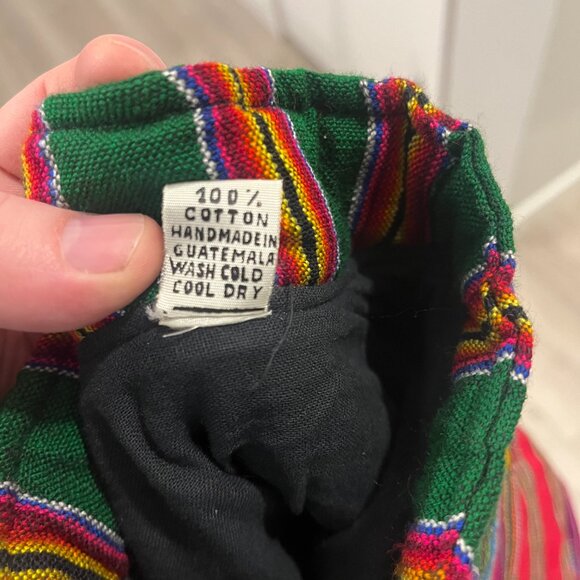 100%
COTTON
HANDMADE IN
GUATEMALA
WASH COLD
COOL DRY